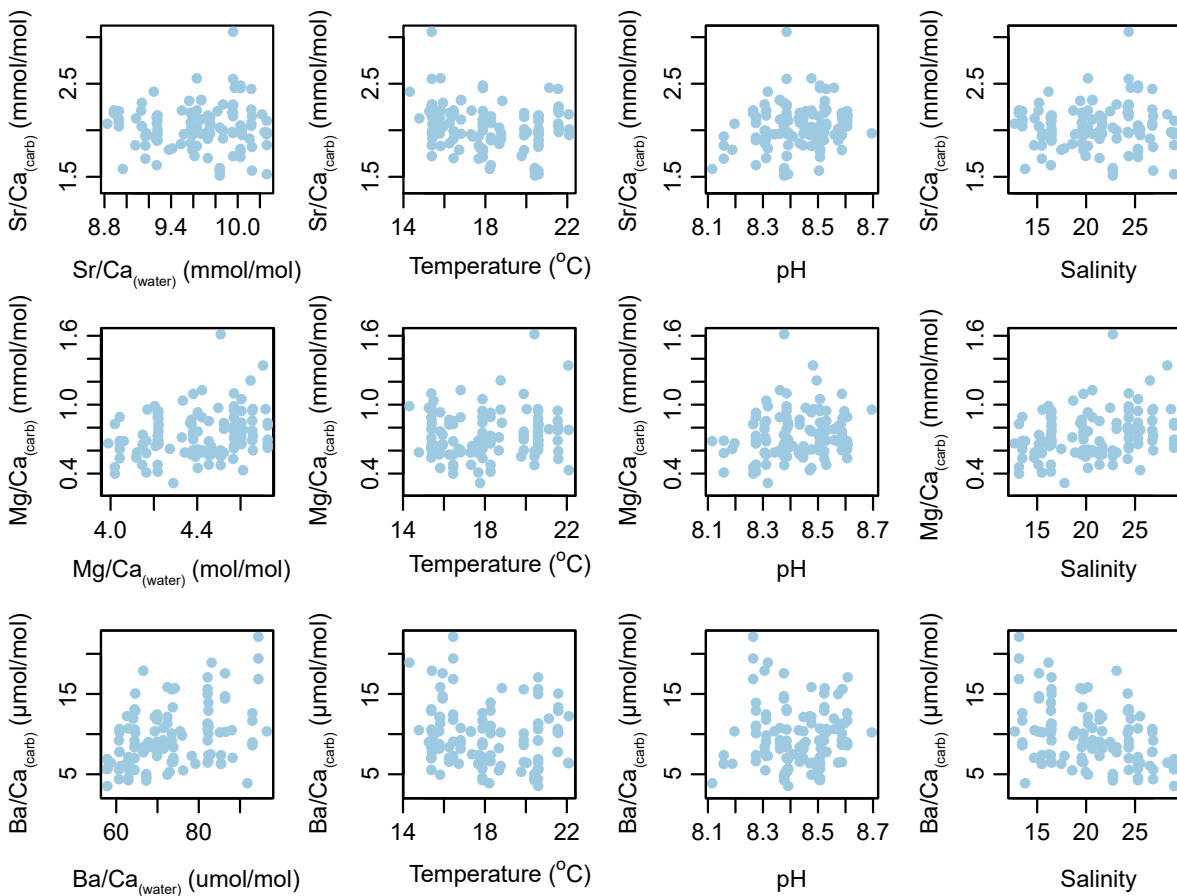 Sr/Ca(carb) (mmol/mol)
2.5
1.5
8.8 9.4 10.0
Sr/Ca(water) (mmol/mol)
Sr/Ca(carb) (mmol/mol)
2.5
1.5
14 18 22
Temperature (oC)
Sr/Ca(carb) (mmol/mol)
2.5
1.5
8.1 8.3 8.5 8.7
pH
Sr/Ca(carb) (mmol/mol)
2.5
1.5
15 20 25
Salinity
Mg/Ca(carb) (mmol/mol)
1.6
1.0
0.4
4.0 4.4
Mg/Ca(water) (mol/mol)
Mg/Ca(carb) (mmol/mol)
1.6
1.0
0.4
14 18 22
Temperature (oC)
Mg/Ca(carb) (mmol/mol)
1.6
1.0
0.4
8.1 8.3 8.5 8.7
pH
Mg/Ca(carb) (mmol/mol)
1.6
1.0
0.4
15 20 25
Salinity
Ba/Ca(carb) (µmol/mol)
15
5
60 80
Ba/Ca(water) (umol/mol)
Ba/Ca(carb) (µmol/mol)
15
5
14 18 22
Temperature (oC)
Ba/Ca(carb) (µmol/mol)
15
5
8.1 8.3 8.5 8.7
pH
Ba/Ca(carb) (µmol/mol)
15
5
15 20 25
Salinity